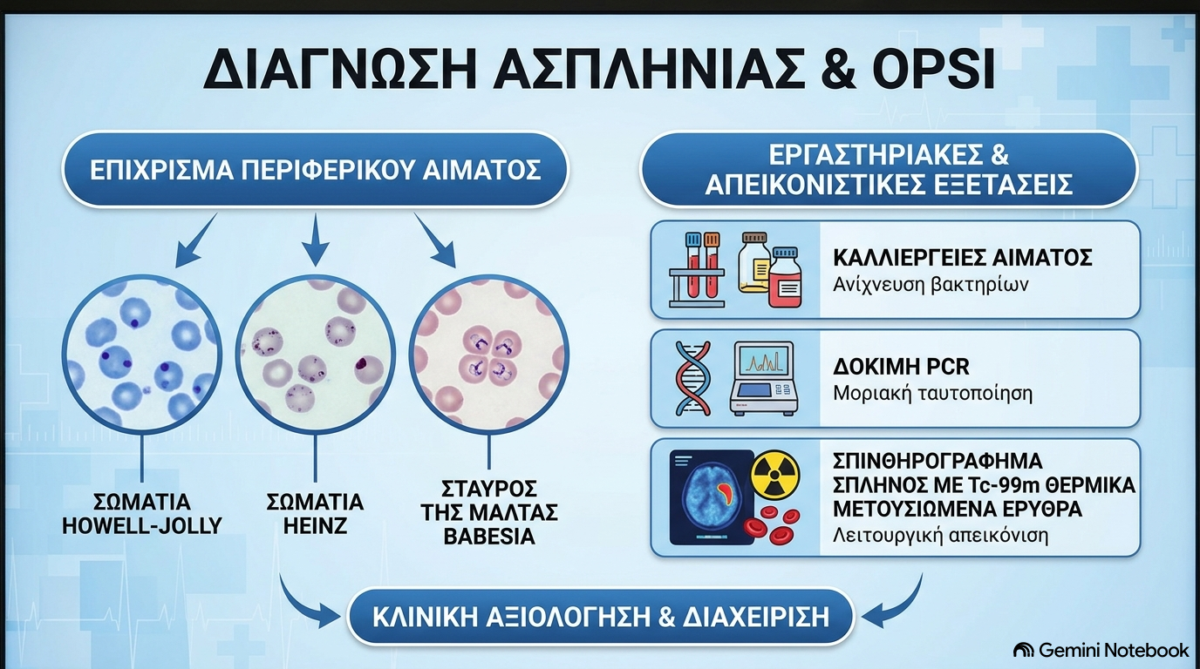 ΔΙΑΓΝΩΣΗ ΑΣΠΛΗΝΙΑΣ & OPSI
ΕΠΙΧΡΙΣΜΑ ΠΕΡΙΦΕΡΙΚΟΥ ΑΙΜΑΤΟΣ
ΣΩΜΑΤΙΑ
HOWELL-JOLLY
ΣΩΜΑΤΙΑ
HEINZ
ΣΤΑΥΡΟΣ
ΤΗΣ ΜΑΛΤΑΣ
BABESIA
ΕΡΓΑΣΤΗΡΙΑΚΕΣ &
ΑΠΕΙΚΟΝΙΣΤΙΚΕΣ ΕΞΕΤΑΣΕΙΣ
ΚΑΛΛΙΕΡΓΕΙΕΣ ΑΙΜΑΤΟΣ
Ανίχνευση βακτηρίων
ΔΟΚΙΜΗ PCR
Μοριακή ταυτοποίηση
ΣΠΙΝΘΗΡΟΓΡΑΦΗΜΑ
ΣΠΛΗΝΟΣ ΜΕ Tc-99m ΘΕΡΜΙΚΑ
ΜΕΤΟΥΣΙΩΜΕΝΑ ΕΡΥΘΡΑ
Λειτουργική απεικόνιση
ΚΛΙΝΙΚΗ ΑΞΙΟΛΟΓΗΣΗ & ΔΙΑΧΕΙΡΙΣΗ
Gemini Notebook